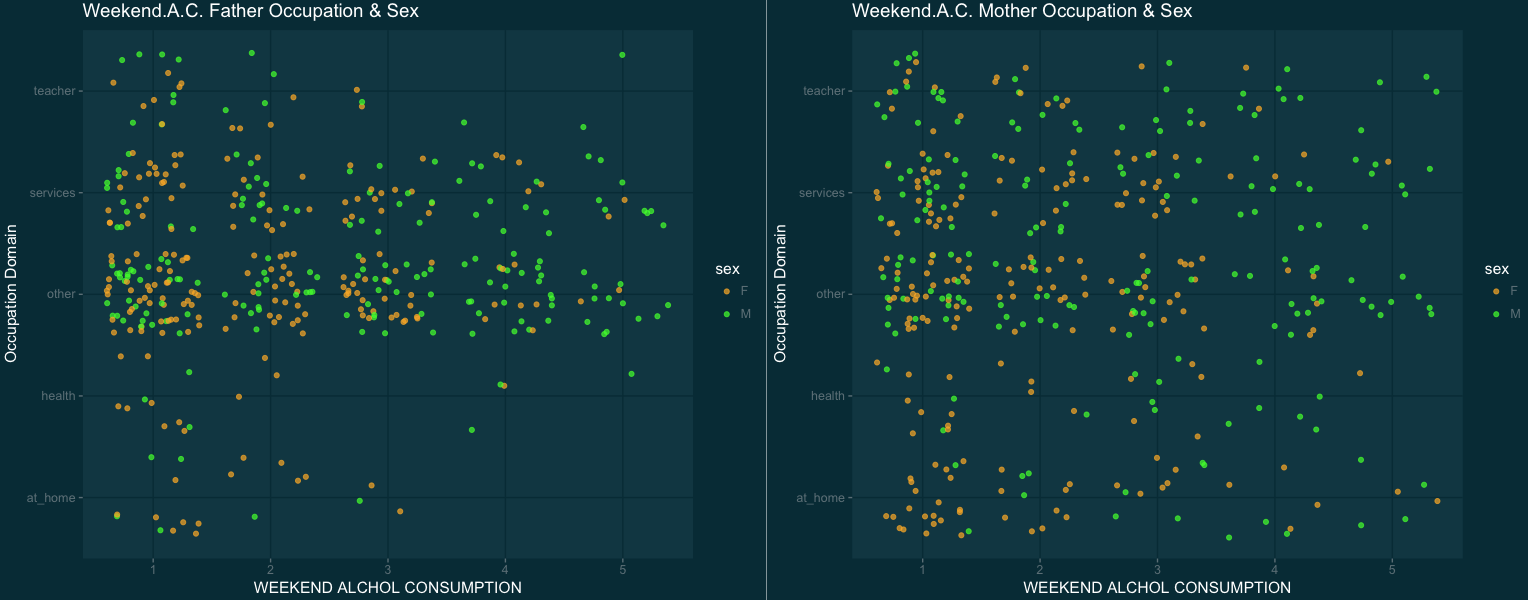 Weekend.A.C. Father Occupation & Sex
teacher
services
other
health
at_home
Occupation Domain
1 2 3 4 5
WEEKEND ALCHOL CONSUMPTION
sex
F
M
Weekend.A.C. Mother Occupation & Sex
teacher
services
other
health
at_home
Occupation Domain
1 2 3 4 5
WEEKEND ALCHOL CONSUMPTION
sex
F
M